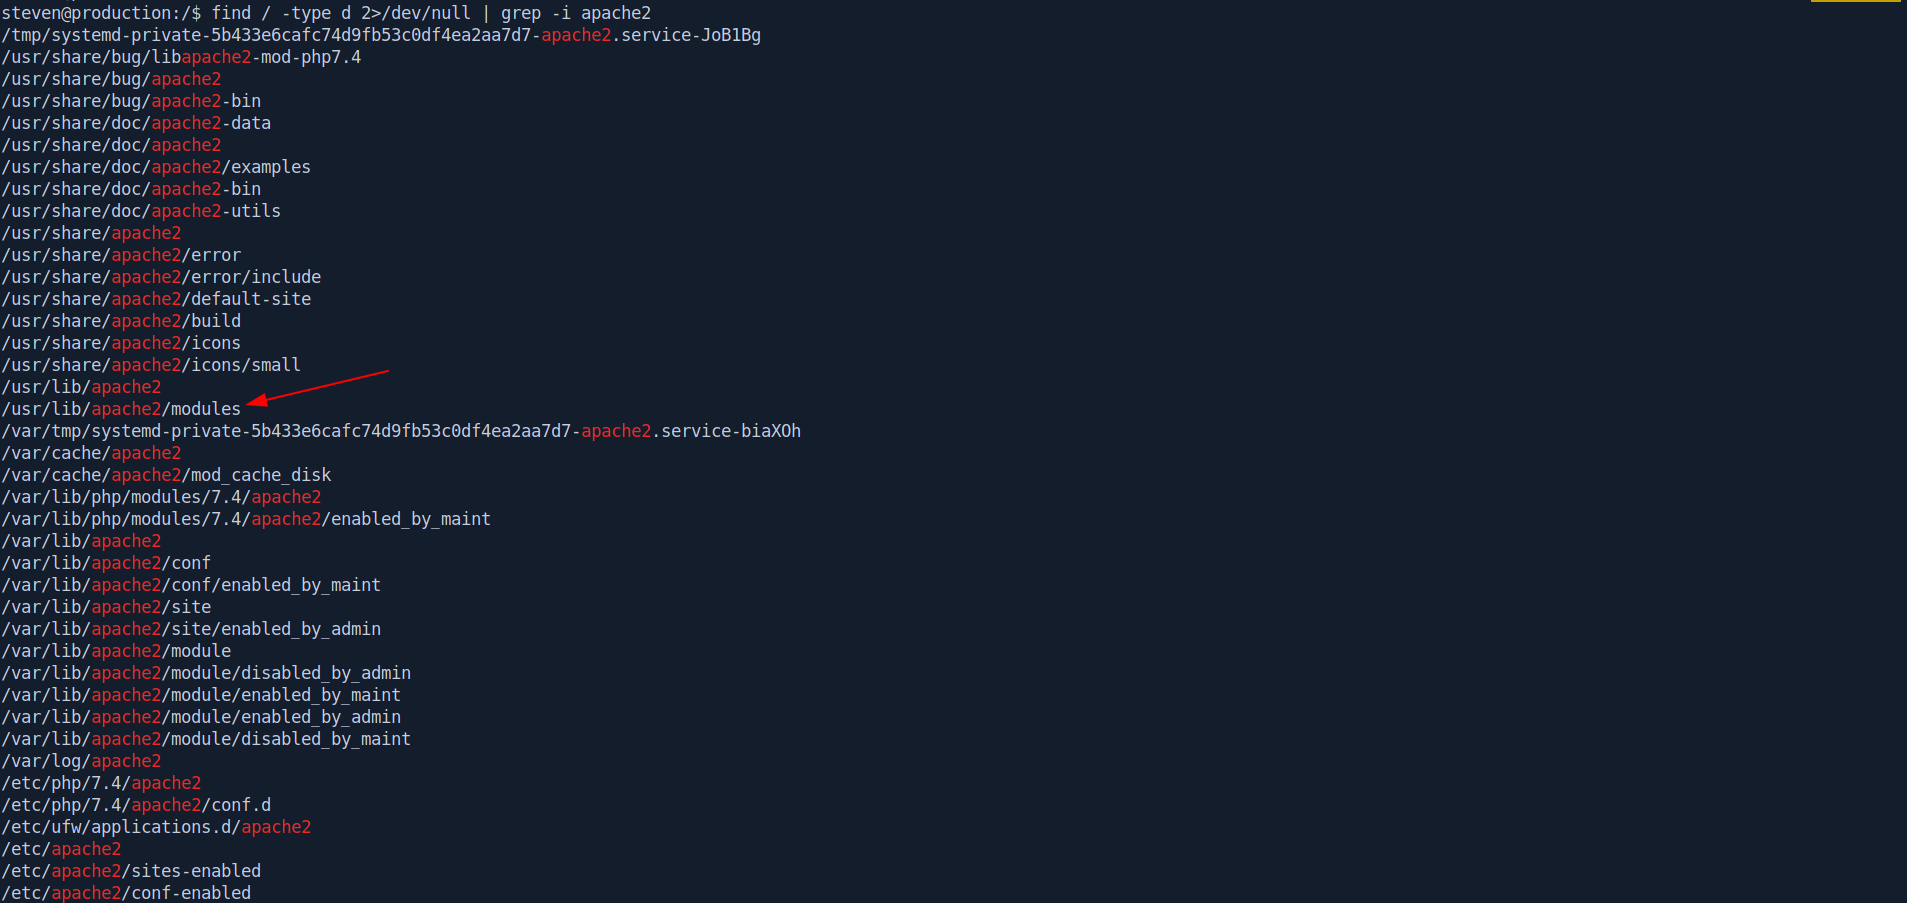 steven@production:/$ find / -type d 2>/dev/null | grep -i apache2
/tmp/systemd-private-5b433e6cafc74d9fb53c0df4ea2aa7d7-apache2.service-JoB1Bg
/usr/share/bug/libapache2-mod-php7.4
/usr/share/bug/apache2
/usr/share/bug/apache2-bin
/usr/share/doc/apache2-data
/usr/share/doc/apache2
/usr/share/doc/apache2/examples
/usr/share/doc/apache2-bin
/usr/share/doc/apache2-utils
/usr/share/apache2
/usr/share/apache2/error
/usr/share/apache2/error/include
/usr/share/apache2/default-site
/usr/share/apache2/build
/usr/share/apache2/icons
/usr/share/apache2/icons/small
/usr/lib/apache2
/usr/lib/apache2/modules
/var/tmp/systemd-private-5b433e6cafc74d9fb53c0df4ea2aa7d7-apache2.service-biaXOh
/var/cache/apache2
/var/cache/apache2/mod_cache_disk
/var/lib/php/modules/7.4/apache2
/var/lib/php/modules/7.4/apache2/enabled_by_maint
/var/lib/apache2
/var/lib/apache2/conf
/var/lib/apache2/conf/enabled_by_maint
/var/lib/apache2/site
/var/lib/apache2/site/enabled_by_admin
/var/lib/apache2/module
/var/lib/apache2/module/disabled_by_admin
/var/lib/apache2/module/enabled_by_maint
/var/lib/apache2/module/enabled_by_admin
/var/lib/apache2/module/disabled_by_maint
/var/log/apache2
/etc/php/7.4/apache2
/etc/php/7.4/apache2/conf.d
/etc/ufw/applications.d/apache2
/etc/apache2
/etc/apache2/sites-enabled
/etc/apache2/conf-enabled